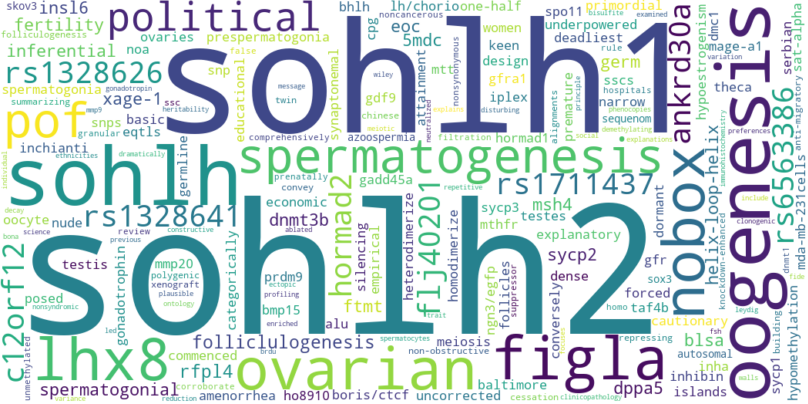 skov3
insl6
political
bhlh
lh/chorio
one-half
primordial
fertility
noncancerous
spo11
bisulfite
examined
folliculogenesis
ovaries
prespermatogonia
cpg
eoc
women
underpowered
rule
inferential
noa
false
5mdc
keen
deadliest
nonsynonymous
rs1328626
snp
attainment
design
germ
ankrd30a
dmc1
mage-a1
variation
serbian
sat-alpha
spermatogonia
gonadotropin
xage-1
educational
synaptonemal
mttl
gfra1
sscs
hypoestrogenism
summarizing
ssc
message
wiley
gdf9
iplex
hospitals
premature
narrow
theca
mmp9
heritability
twin
chinese
alignments
phenocopies
pof
snps
basic
meiotic
explains
sequenom
principle
demethylating
anti-migratory
granular
eqtls
azoospermia
neutralized
filtration
hormad1
disturbing
social
explanations
comprehensively
sohlh1
oogenesis
individual
inchianti
germline
sohlh
spermatogenesis
nobox
helix-loop-helix
immunohistochemistry
preferences
rs6563386
ethnicities
dramatically
prenatally
convey
gadd45a
repetitive
rs1711437
dormant
mda-mb-231
cells
oocyte
nude
rs1328641
economic
hormad2
flj40201
sycp3
msh4
include
clonogenic
decay
science
review
constructive
ablated
dnmt3b
silencing
empirical
heterodimerize
homodimerize
mthfr
testes
explanatory
knockdown-enhanced
bona
previous
testis
mmp20
categorically
prdm9
sycp2
gfr
sox3
dnmt1
c12orf12
polygenic
xenograft
plausible
ontology
ectopic
profiling
dense
forced
fide
posed
gonadotrophin
bmp15
enriched
ftmt
ngn3/egfp
follicles
suppressor
conversely
homo
taf4b
leydig
nonsyndromic
led
alu
trait
repressing
fsh
building
sohlh2
unmethylated
lhx8
folliclulogenesis
spermatocytes
meiosis
cautionary
hypomethylation
commenced
brdu
non-obstructive
blsa
autosomal
sycp1
rfpl4
ovarian
figla
inhibin
inha
corroborate
baltimore
islands
walls
spermatogonial
amenorrhea
ho8910
boris/ctcf
uncorrected
dppa5
variance
reduction
cessation
clinicopathology